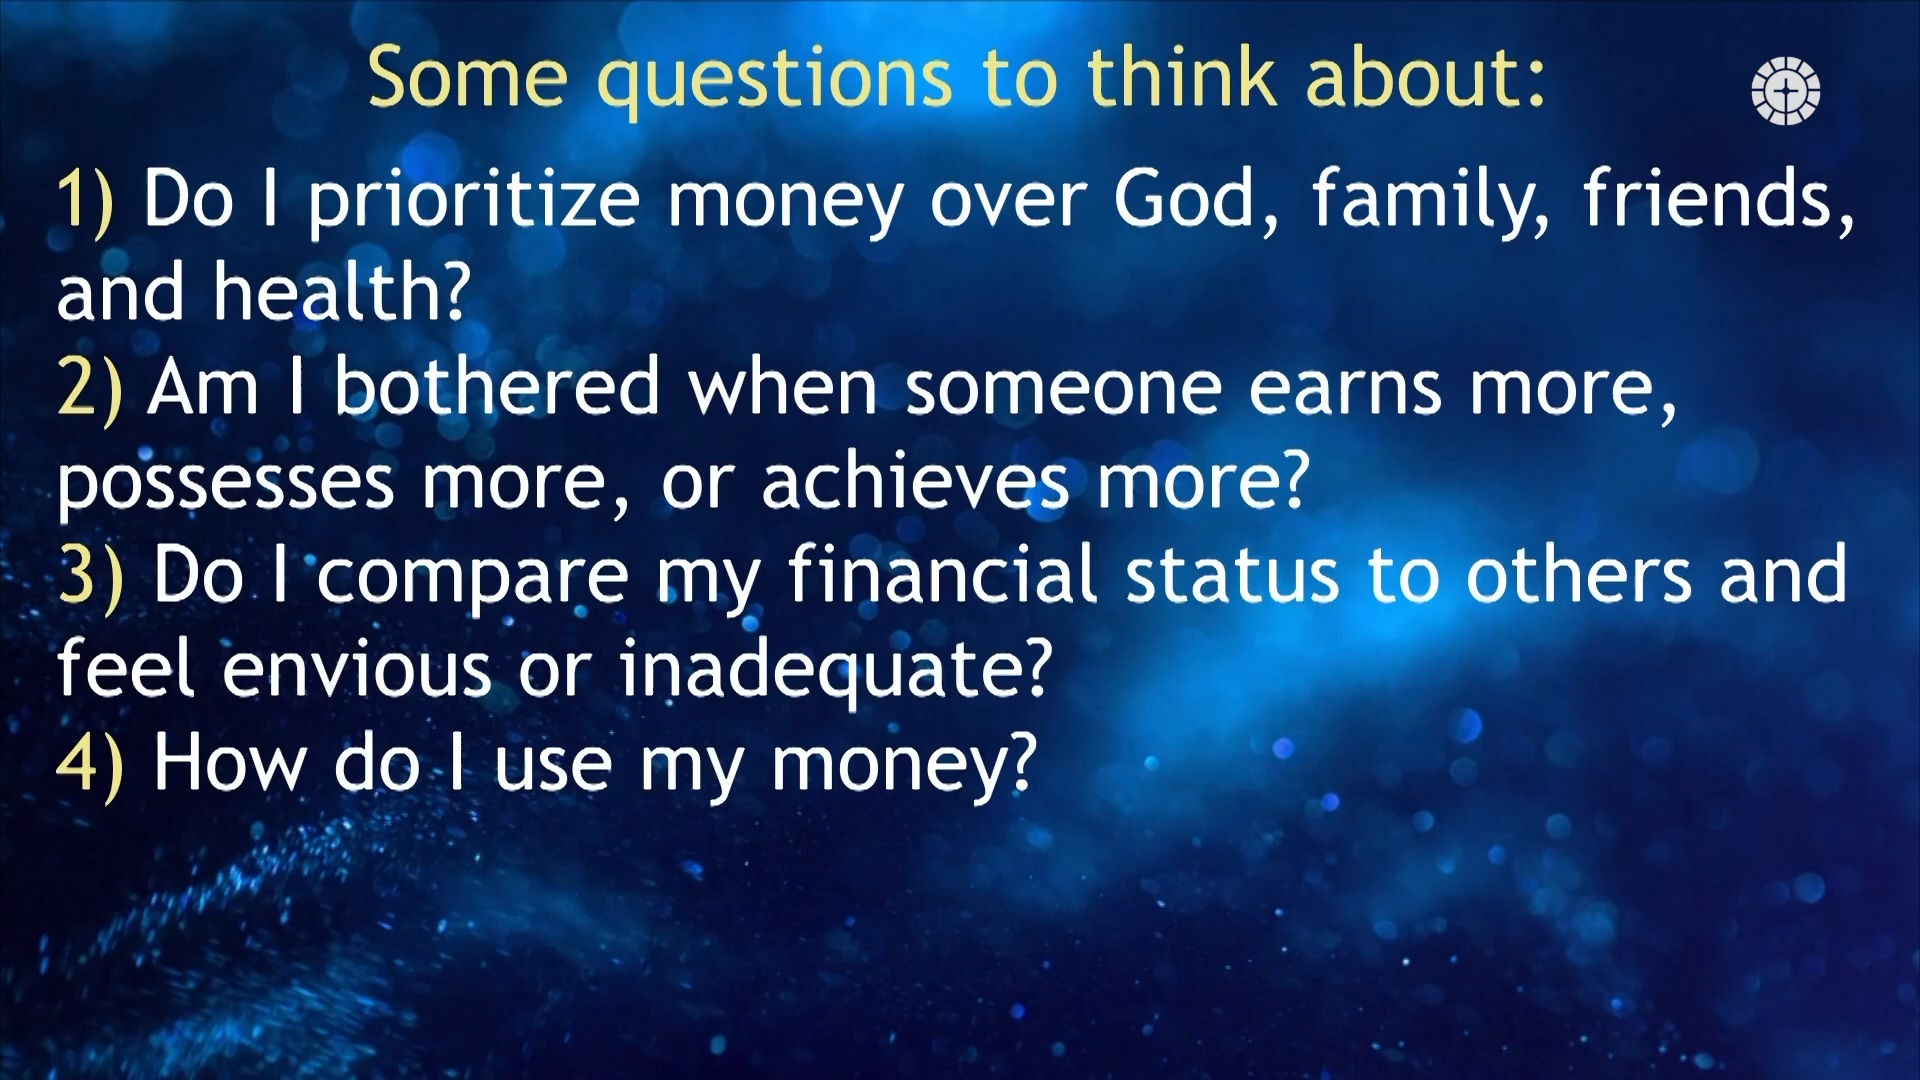 Some questions to think about:
1) Do I prioritize money over God, family, friends,
and health?
2) Am I bothered when someone earns more,
possesses more, or achieves more?
3) Do I compare my financial status to others and
feel envious or inadequate?
4) How do I use my money?